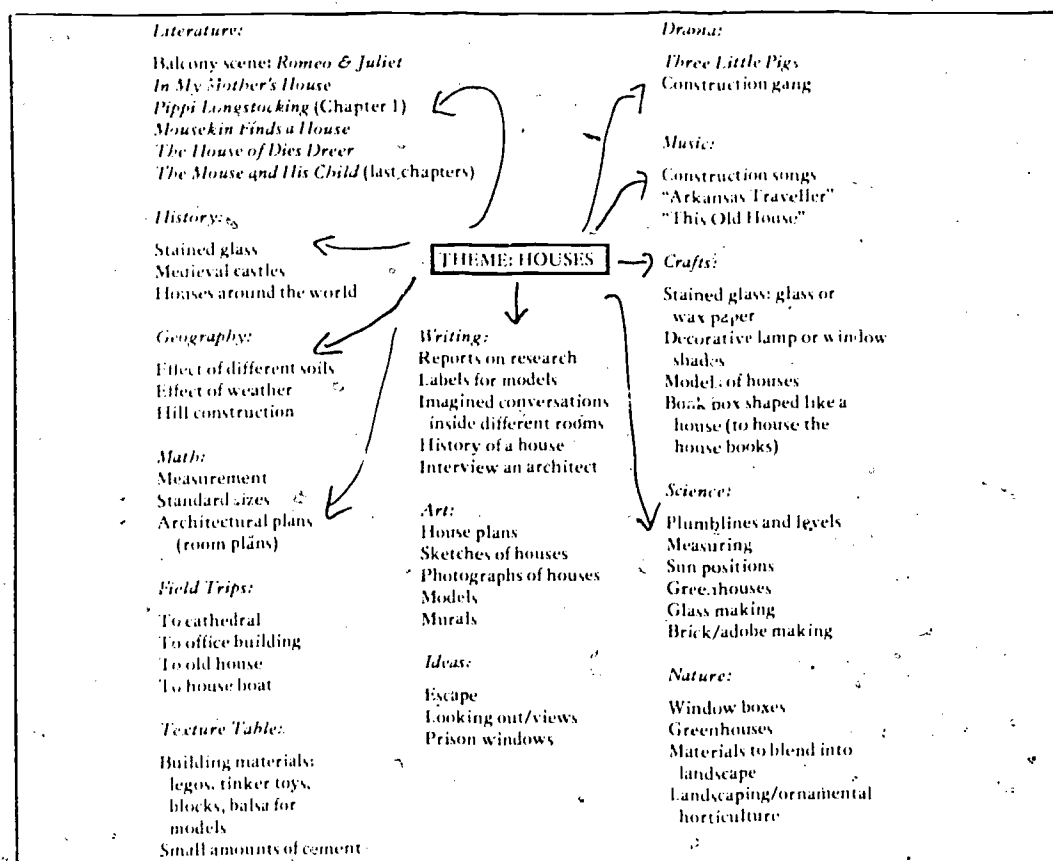 Literature:
Balcony scene: Romeo & Juliet
In My Mother's House
Pippi Longstocking (Chapter 1)
Mousekin Finds a House
The House of Dies Dreer
The Mouse and His Child (last chapters)
History:
Stained glass
Medieval castles
Houses around the world
Geography:
Effect of different soils
Effect of weather
Hill construction
Math:
Measurement
Standard sizes
Architectural plans
(room plans)
Field Trips:
To cathedral
To office building
To old house
To house boat
Texture Table:
Building materials:
legos, tinker toys,
blocks, balsa for
models
Small amounts of cement
THEME: HOUSES
Writing:
Reports on research
Labels for models
Imagined conversations
inside different rooms
History of a house
Interview an architect
Art:
House plans
Sketches of houses
Photographs of houses
Models
Murals
Ideas:
Escape
Looking out/views
Prison windows
Drama:
Three Little Pigs
Construction gang
Music:
Construction songs
"Arkansas Traveller"
"This Old House"
Crafts:
Stained glass: glass or
wax paper
Decorative lamp or window
shades
Models of houses
Book box shaped like a
house (to house the
house books)
Science:
Plumblines and levels
Measuring
Sun positions
Greenhouses
Glass making
Brick/adobe making
Nature:
Window boxes
Greenhouses
Materials to blend into
landscape
Landscaping/ornamental
horticulture